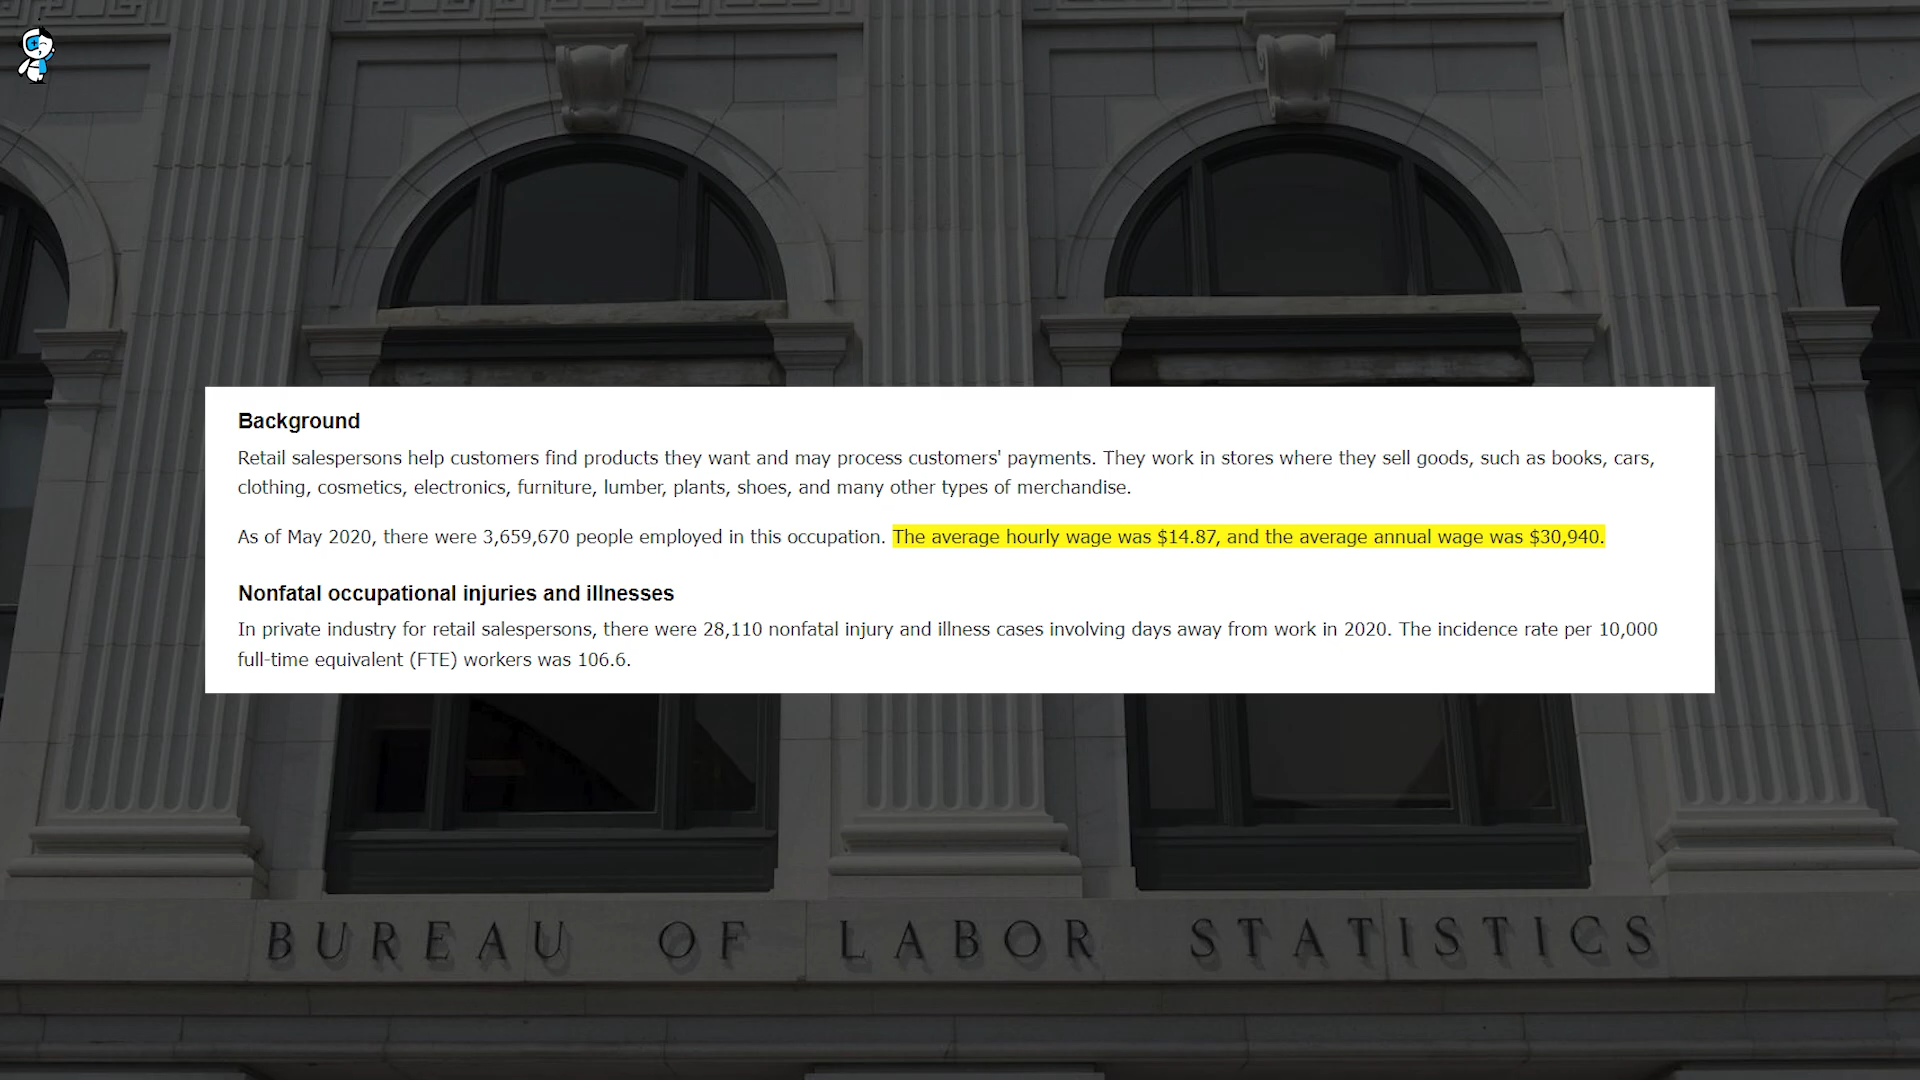 Background
Retail salespersons help customers find products they want and may process customers' payments. They work in stores where they sell goods, such as books, cars,
clothing, cosmetics, electronics, furniture, lumber, plants, shoes, and many other types of merchandise.
As of May 2020, there were 3,659,670 people employed in this occupation. The average hourly wage was $14.87, and the average annual wage was $30,940.
Nonfatal occupational injuries and illnesses
In private industry for retail salespersons, there were 28,110 nonfatal injury and illness cases involving days away from work in 2020. The incidence rate per 10,000
full-time equivalent (FTE) workers was 106.6.
BUREAU OF LABOR STATISTICS